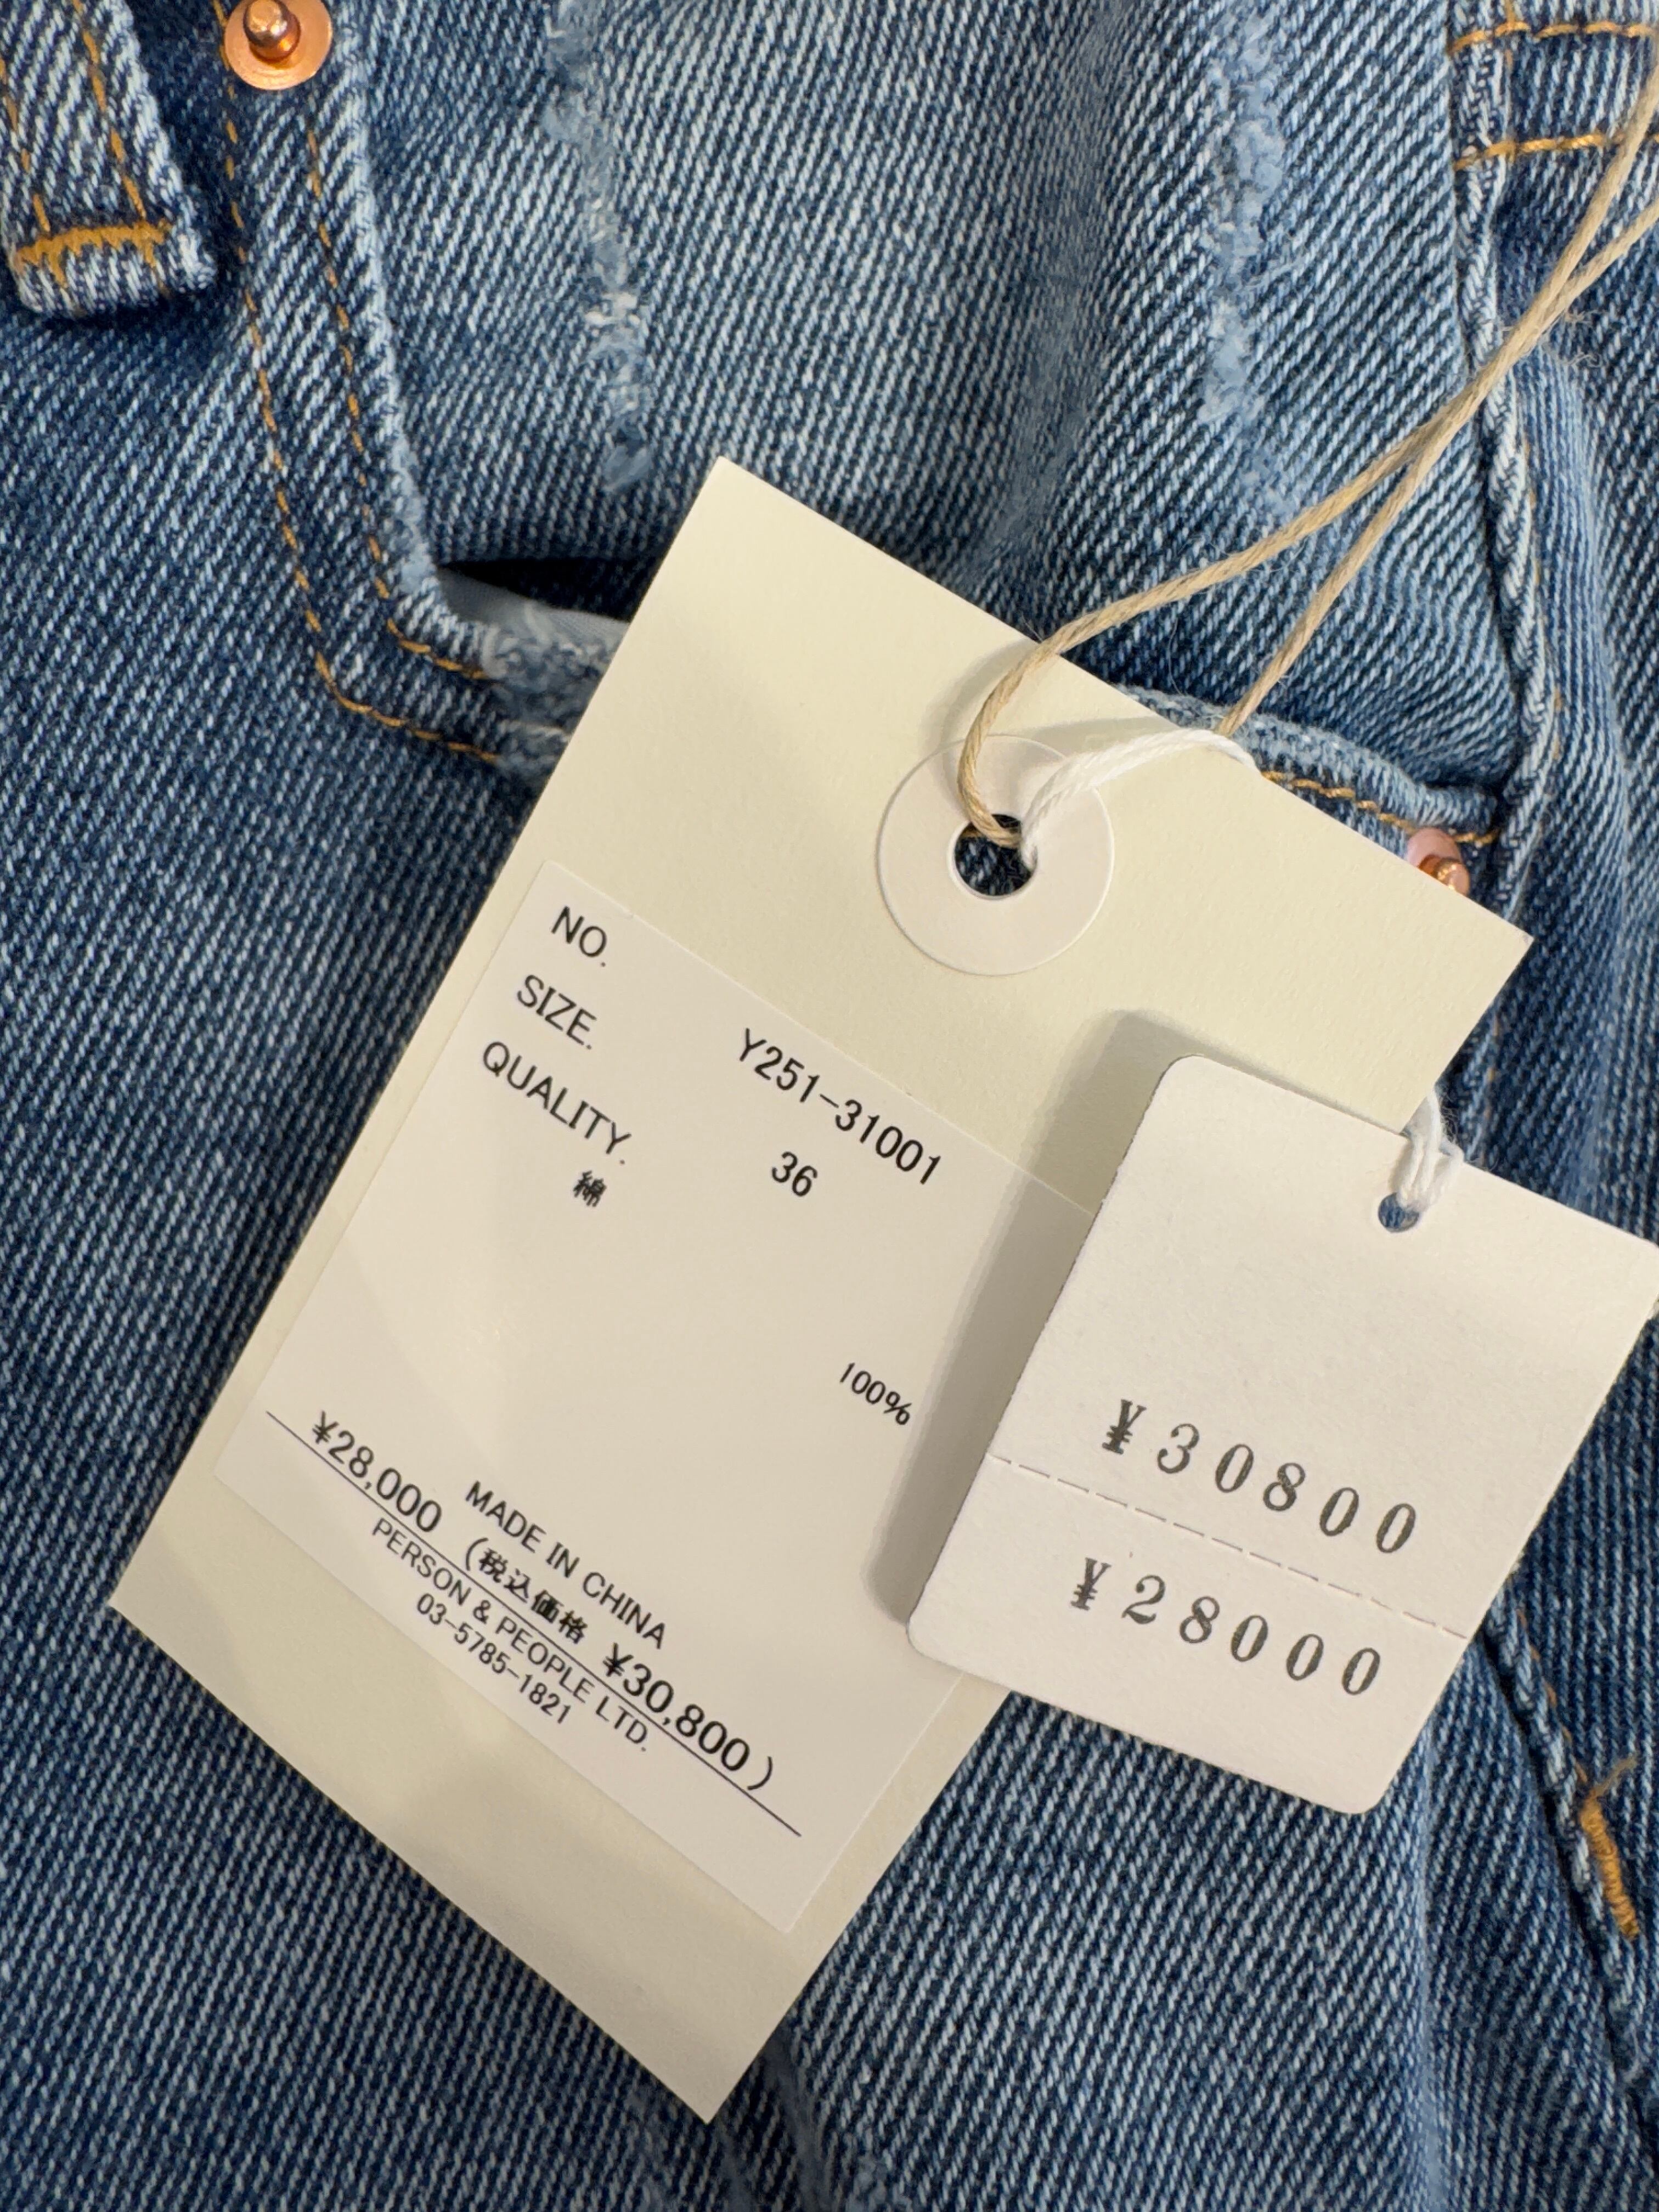 NO. Y251-31001
SIZE. 36
QUALITY.
綿 100%
MADE IN CHINA
¥28,000 (税込価格 ¥30,800)
PERSON & PEOPLE LTD.
03-5785-1821
¥30800
¥28000